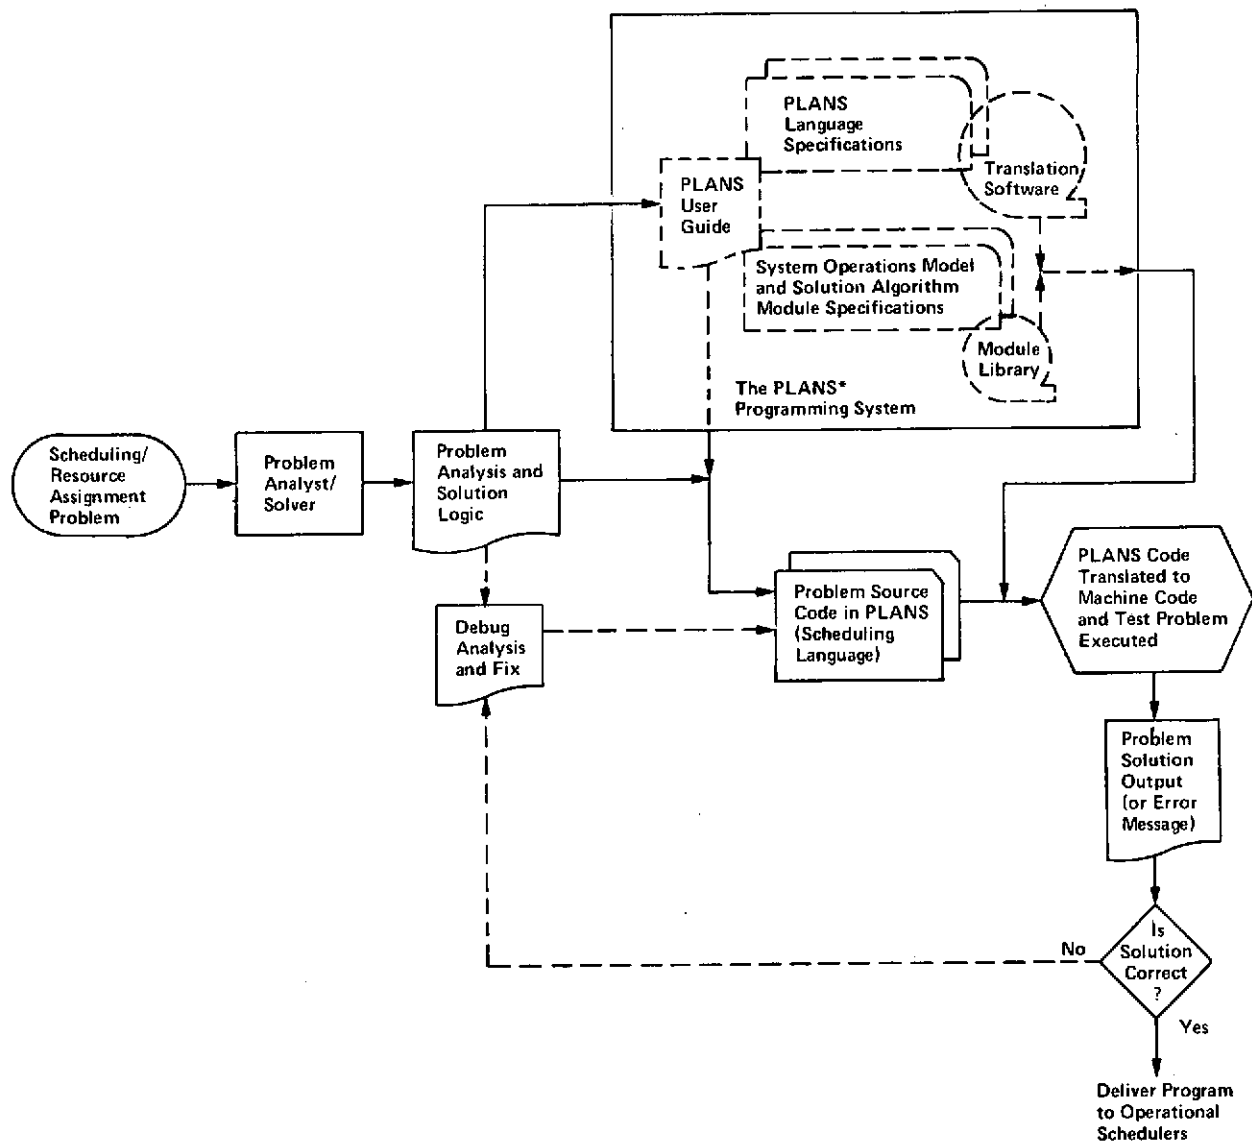 PLANS
Language
Specifications
Translation
Software
PLANS
User
Guide
System Operations Model
and Solution Algorithm
Module Specifications
Module
Library
The PLANS*
Programming System
Scheduling/
Resource
Assignment
Problem
Problem
Analyst/
Solver
Problem
Analysis and
Solution
Logic
Debug
Analysis
and Fix
Problem Source
Code in PLANS
(Scheduling
Language)
PLANS Code
Translated to
Machine Code
and Test Problem
Executed
Problem
Solution
Output
(or Error
Message)
Is
Solution
Correct
?
No
Yes
Deliver Program
to Operational
Schedulers